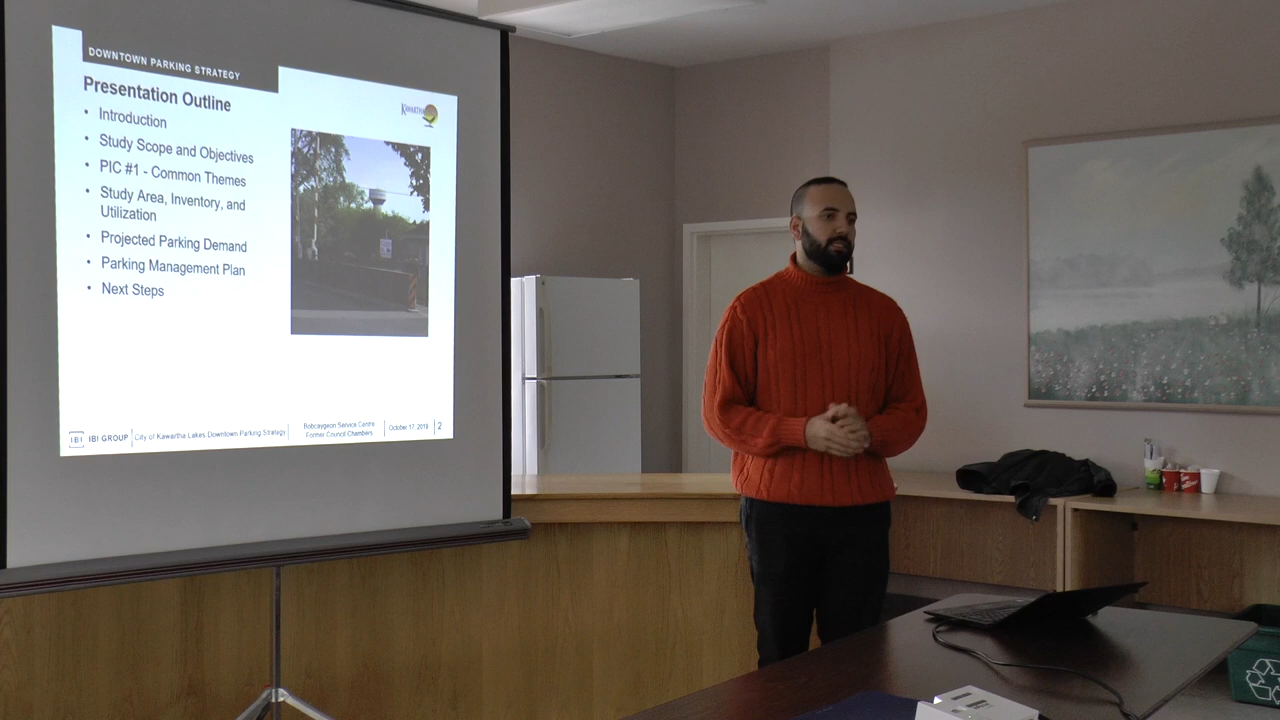 DOWNTOWN PARKING STRATEGY
Presentation Outline
KAWARTHA
• Introduction
• Study Scope and Objectives
• PIC #1 - Common Themes
• Study Area, Inventory, and
Utilization
• Projected Parking Demand
• Parking Management Plan
• Next Steps
IBI IBI GROUP City of Kawartha Lakes Downtown Parking Strategy
Bobcaygeon Service Centre
Former Council Chambers
October 17, 2019
2